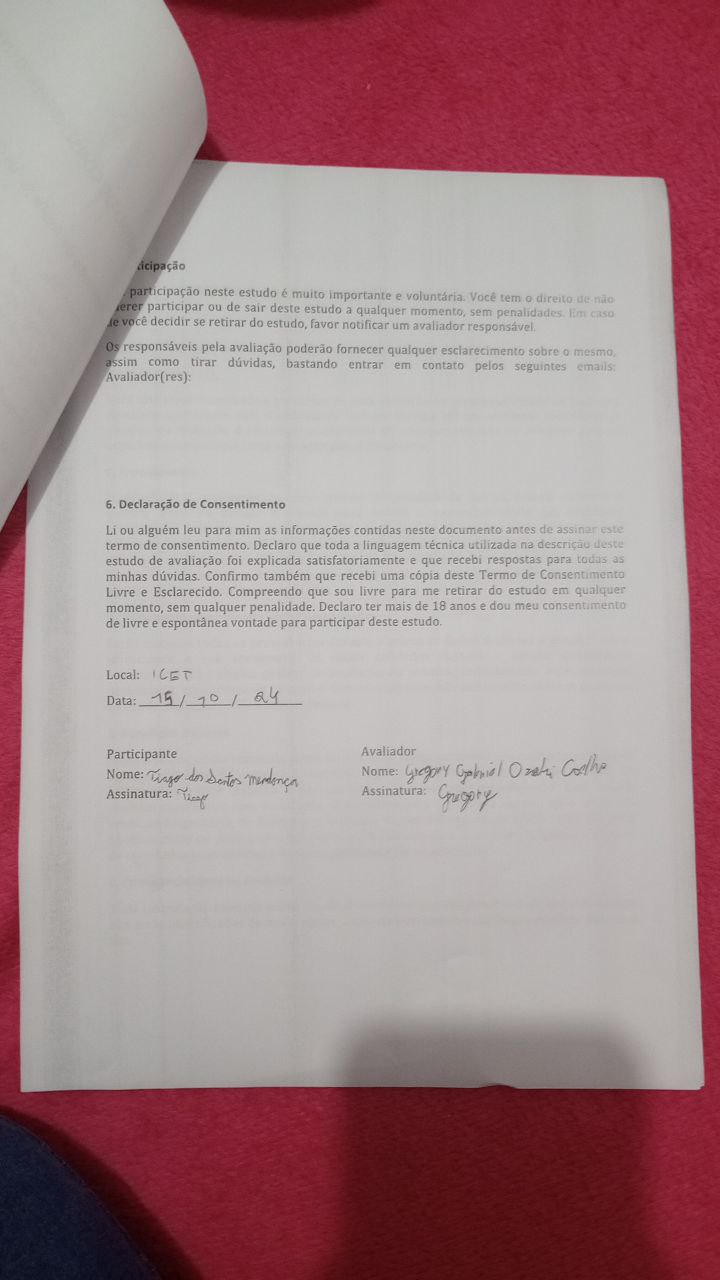 ticipação
participação neste estudo é muito importante e voluntária. Você tem o direito de não
querer participar ou de sair deste estudo a qualquer momento, sem penalidades. Em caso
de você decidir se retirar do estudo, favor notificar um avaliador responsável.
Os responsáveis pela avaliação poderão fornecer qualquer esclarecimento sobre o mesmo,
assim como tirar dúvidas, bastando entrar em contato pelos seguintes emails:
Avaliador(res):
6. Declaração de Consentimento
Li ou alguém leu para mim as informações contidas neste documento antes de assinar este
termo de consentimento. Declaro que toda a linguagem técnica utilizada na descrição deste
estudo de avaliação foi explicada satisfatoriamente e que recebi respostas para todas as
minhas dúvidas. Confirmo também que recebi uma cópia deste Termo de Consentimento
Livre e Esclarecido. Compreendo que sou livre para me retirar do estudo em qualquer
momento, sem qualquer penalidade. Declaro ter mais de 18 anos e dou meu consentimento
de livre e espontânea vontade para participar deste estudo.
Local: ICET
Data: 15/10/24
Participante
Nome: Tiago dos Santos Mendonça
Assinatura: Tiago
Avaliador
Nome: Gregory Gabriel Coelho
Assinatura: Gregory